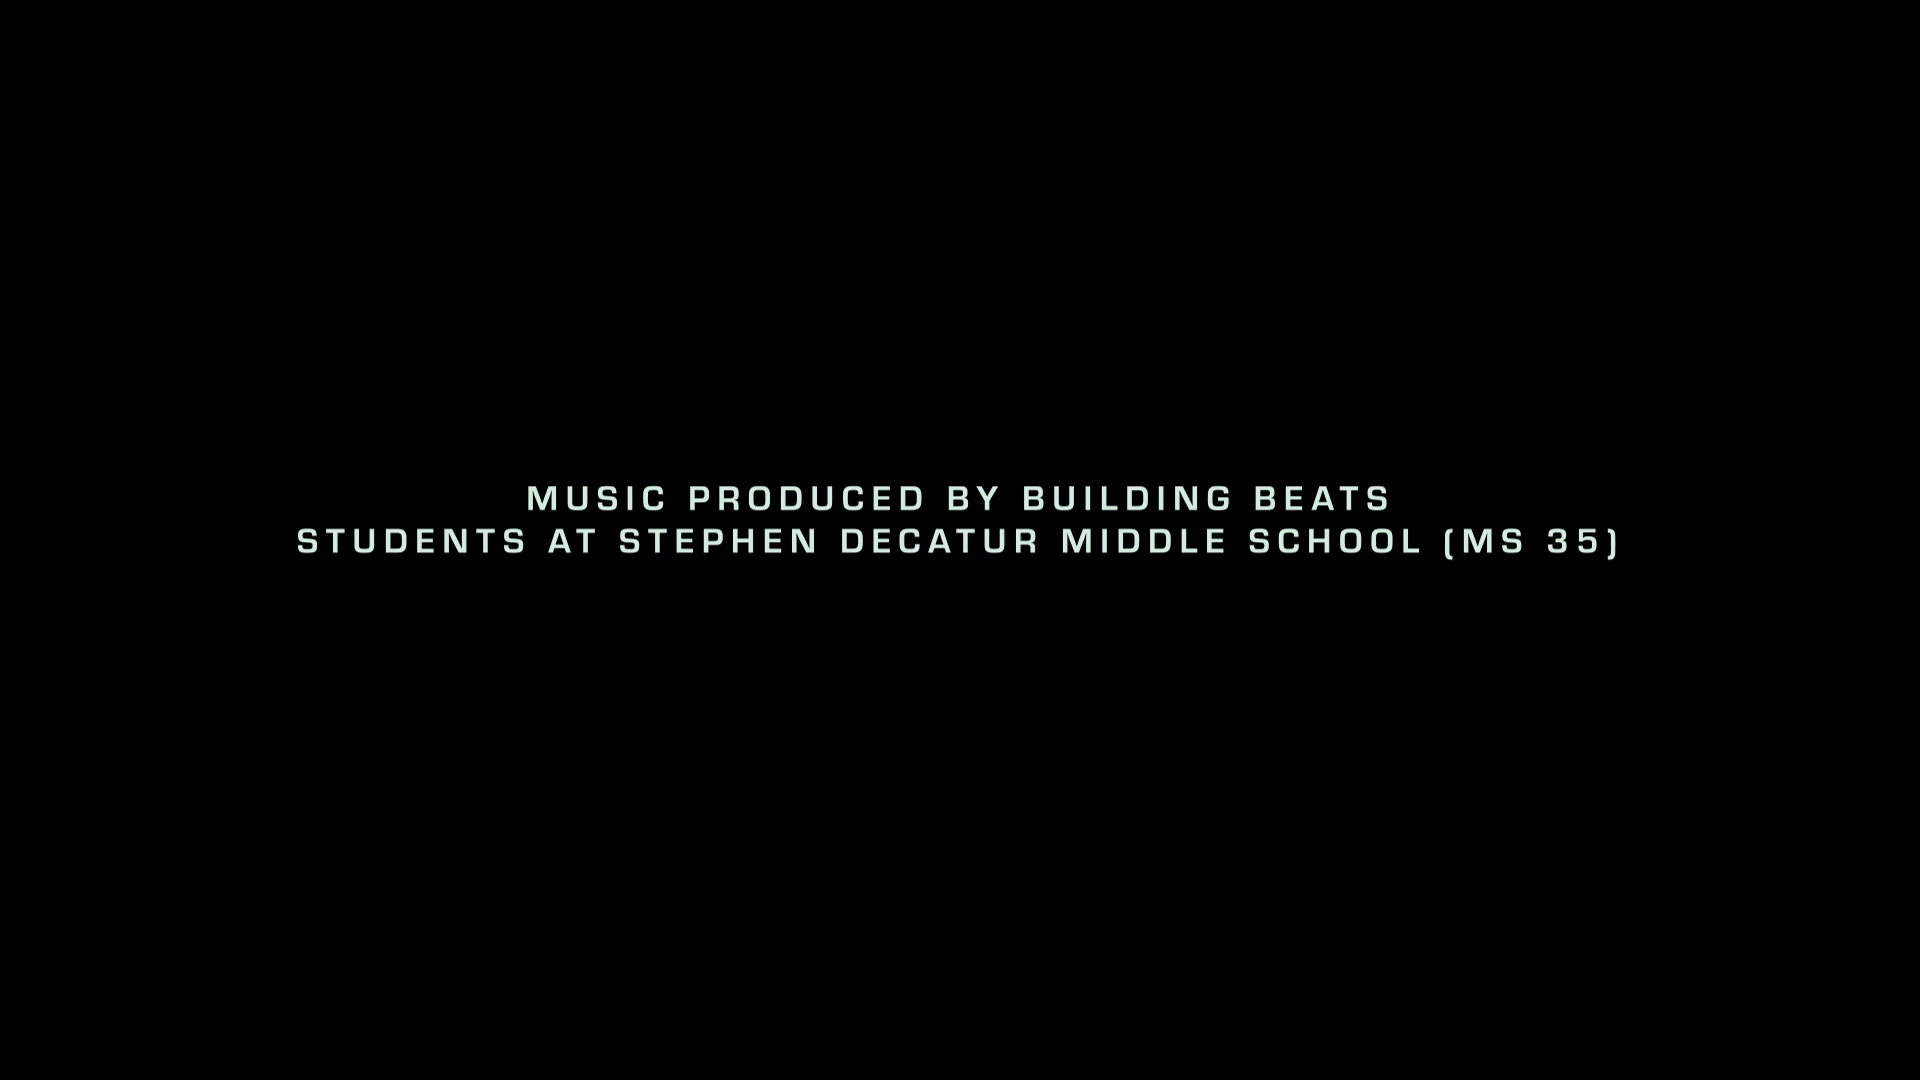 MUSIC PRODUCED BY BUILDING BEATS
STUDENTS AT STEPHEN DECATUR MIDDLE SCHOOL (MS 35)